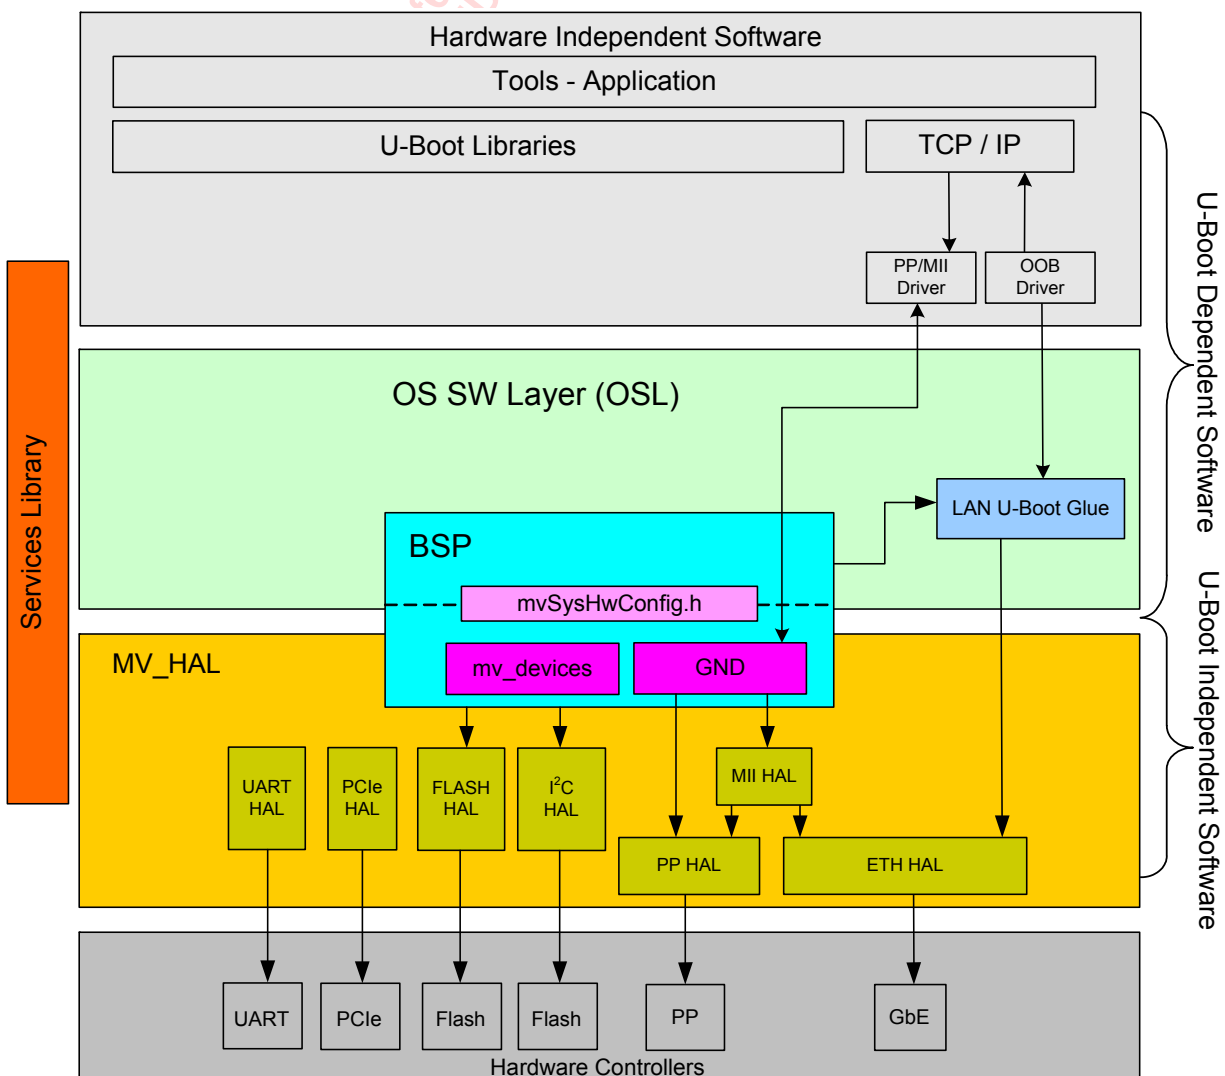 Hardware Independent Software
Tools - Application
U-Boot Libraries
TCP / IP
PP/MII
Driver
OOB
Driver
U-Boot Dependent Software
Services Library
OS SW Layer (OSL)
LAN U-Boot Glue
BSP
mvSysHwConfig.h
U-Boot Independent Software
MV_HAL
mv_devices
GND
UART
HAL
PCIe
HAL
FLASH
HAL
I²C
HAL
MII HAL
PP HAL
ETH HAL
UART
PCIe
Flash
Flash
PP
GbE
Hardware Controllers